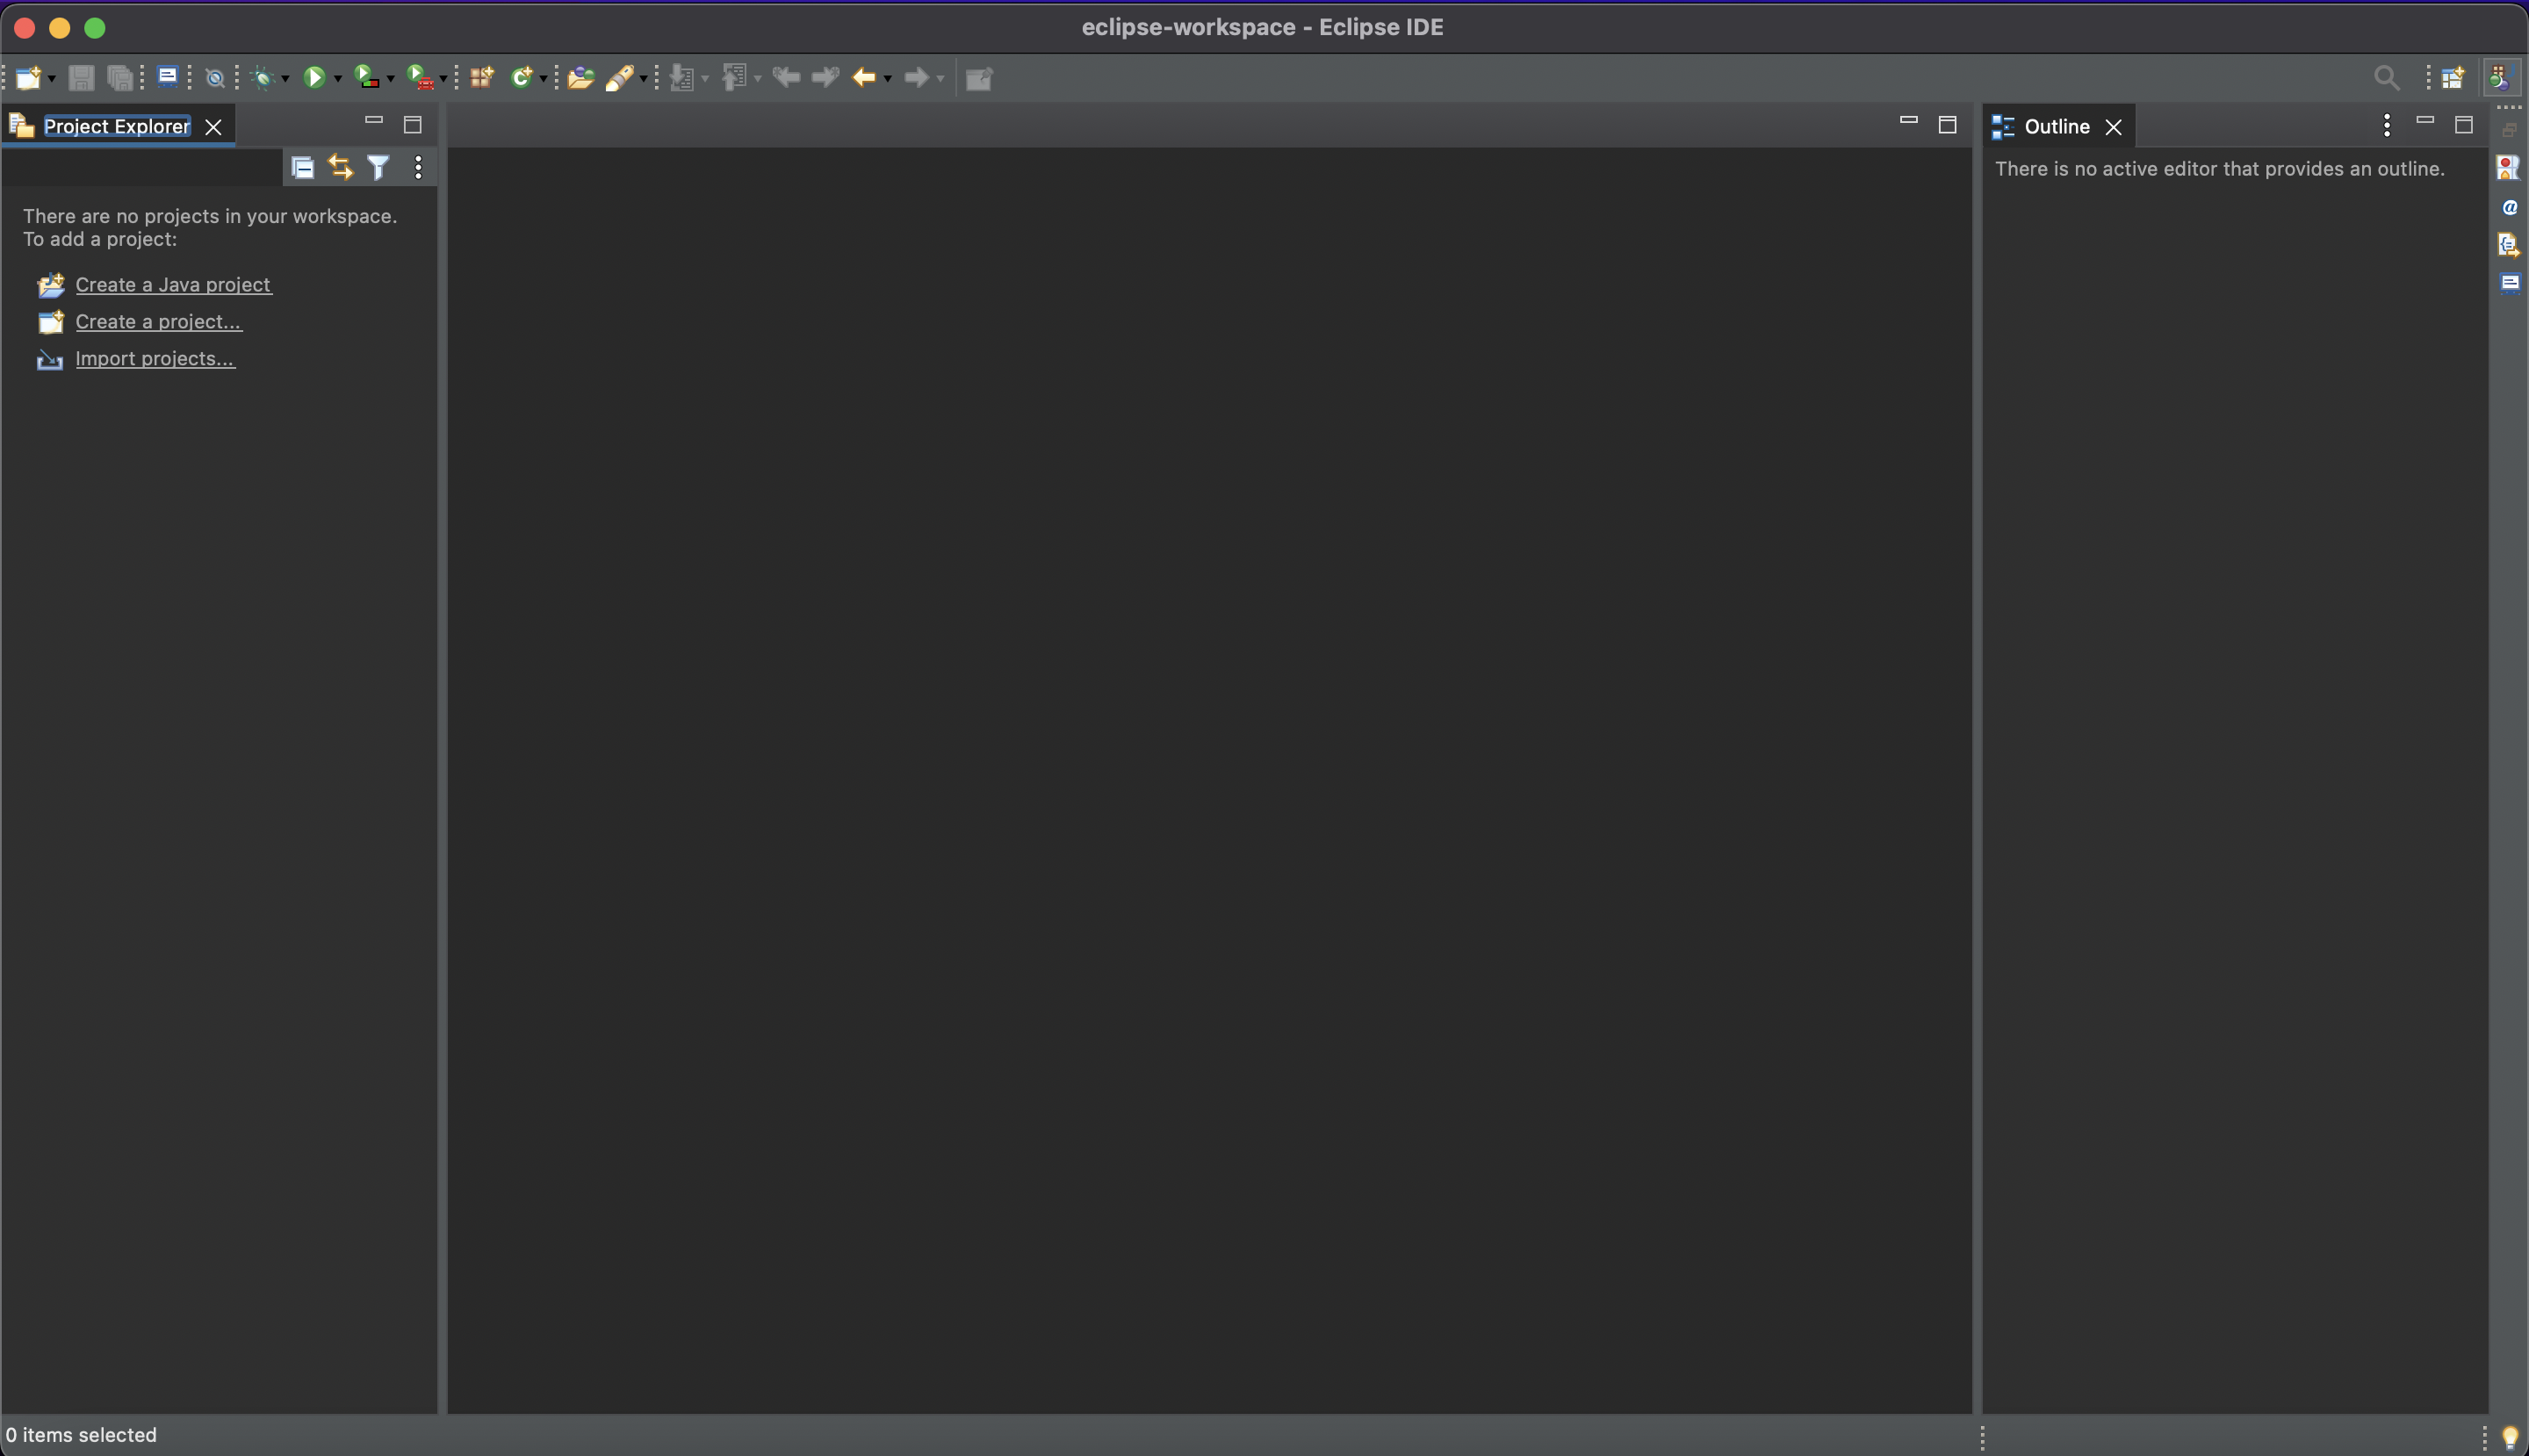 eclipse-workspace - Eclipse IDE
Project Explorer
Outline
There is no active editor that provides an outline.
There are no projects in your workspace.
To add a project:
Create a Java project
Create a project...
Import projects...
0 items selected